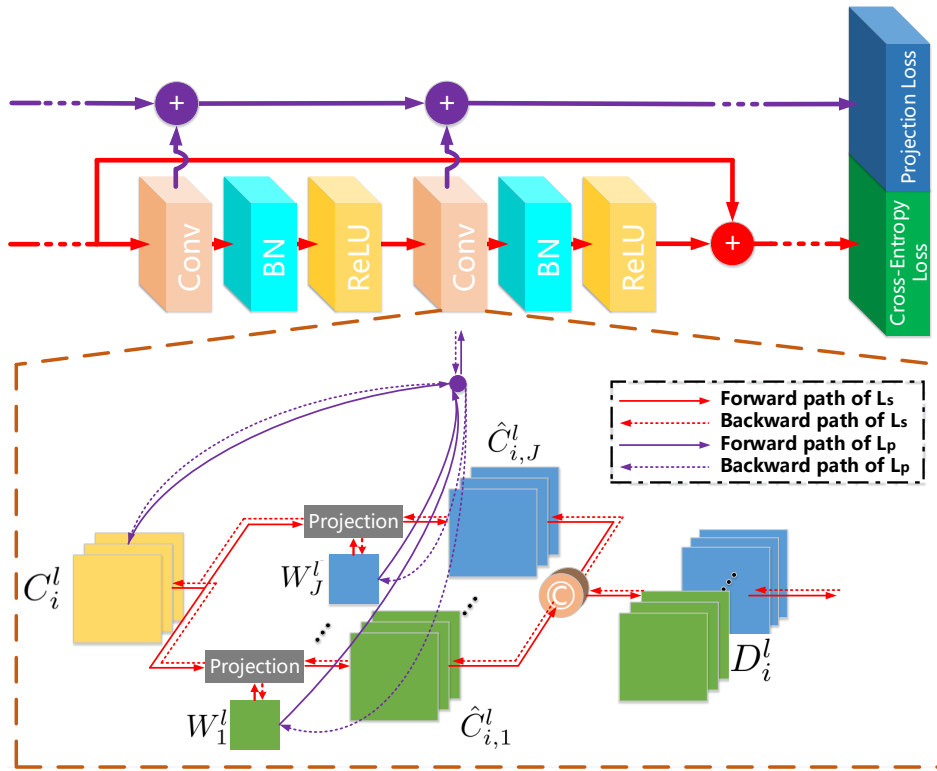 +
+
Projection Loss
Conv
BN
ReLU
Conv
BN
ReLU
+
Cross-Entropy
Loss
Forward path of Ls
Backward path of Ls
Forward path of Lp
Backward path of Lp
Ĉ^l_{i,J}
Projection
C^l_i
W^l_J
©
D^l_i
Projection
W^l_1
Ĉ^l_{i,1}